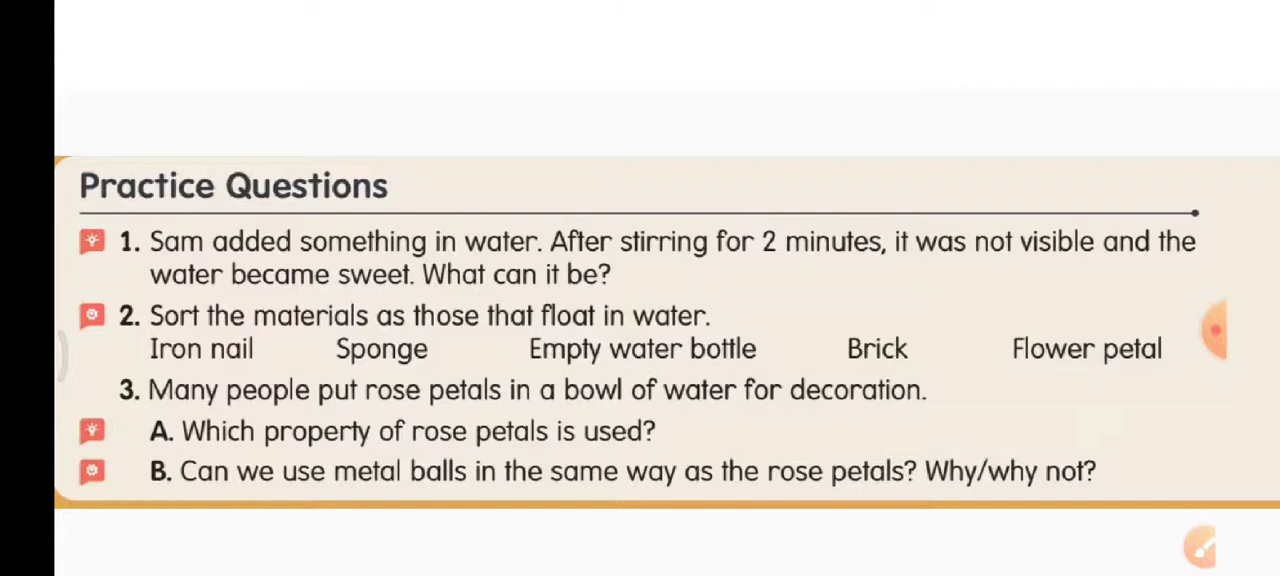 Practice Questions
1. Sam added something in water. After stirring for 2 minutes, it was not visible and the
water became sweet. What can it be?
2. Sort the materials as those that float in water.
Iron nail Sponge Empty water bottle Brick Flower petal
3. Many people put rose petals in a bowl of water for decoration.
A. Which property of rose petals is used?
B. Can we use metal balls in the same way as the rose petals? Why/why not?